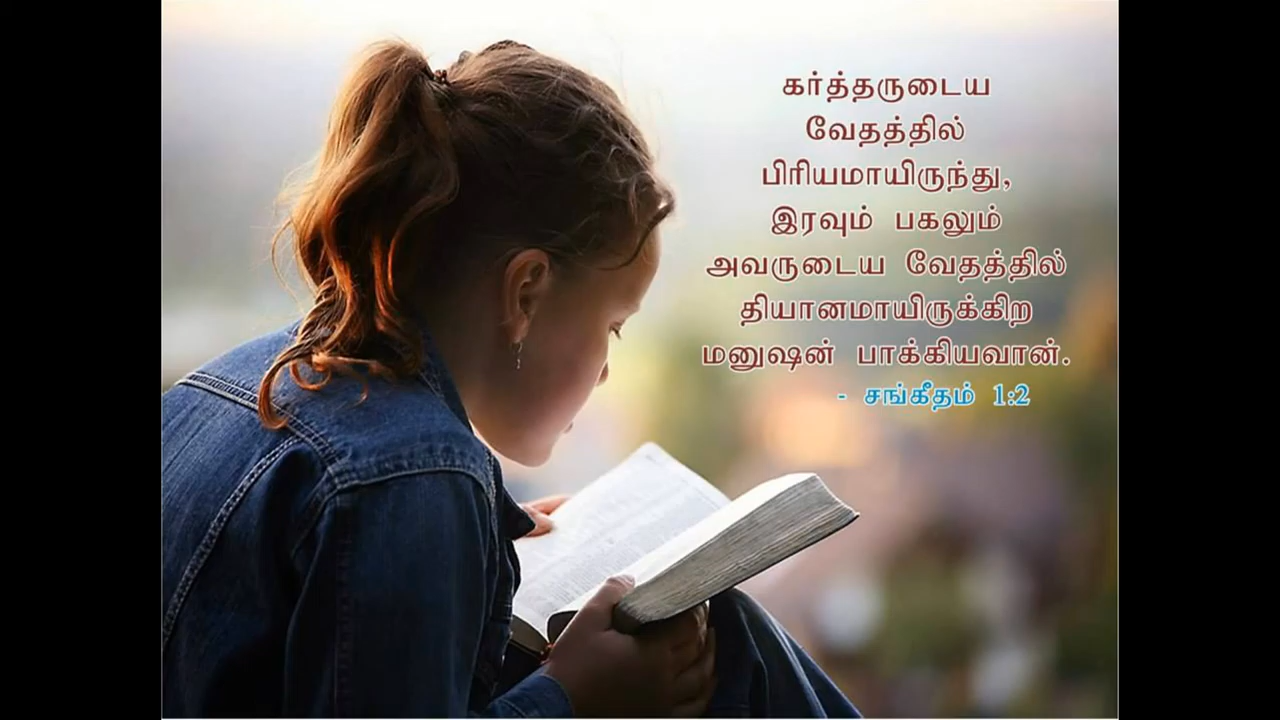 கர்த்தருடைய
வேதத்தில்
பிரியமாயிருந்து,
இரவும் பகலும்
அவருடைய வேதத்தில்
தியானமாயிருக்கிற
மனுஷன் பாக்கியவான்.
- சங்கீதம் 1:2